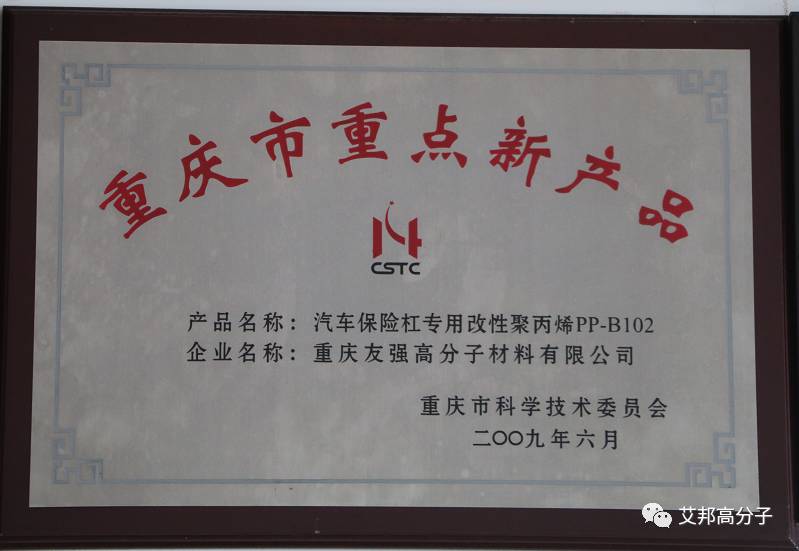 重庆市重点新产品
CSTC
产品名称：汽车保险杠专用改性聚丙烯PP-B102
企业名称：重庆友强高分子材料有限公司
重庆市科学技术委员会
二〇〇九年六月
艾邦高分子